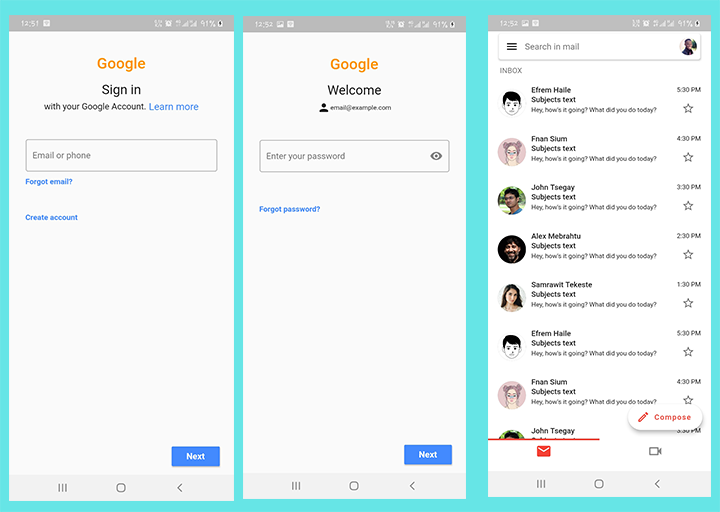 12:51
91%
Google
Sign in
with your Google Account. Learn more
Email or phone
Forgot email?
Create account
Next
12:52
91%
Google
Welcome
email@example.com
Enter your password
Forgot password?
Next
12:52
91%
Search in mail
INBOX
Efrem Haile 5:30 PM
Subjects text
Hey, how's it going? What did you do today?
Fnan Sium 4:30 PM
Subjects text
Hey, how's it going? What did you do today?
John Tsegay 3:30 PM
Subjects text
Hey, how's it going? What did you do today?
Alex Mebrahtu 2:30 PM
Subjects text
Hey, how's it going? What did you do today?
Samrawit Tekeste 1:30 PM
Subjects text
Hey, how's it going? What did you do today?
Efrem Haile 5:30 PM
Subjects text
Hey, how's it going? What did you do today?
Fnan Sium 4:30 PM
Subjects text
Hey, how's it going? What did you do today?
Compose
John Tsegay 3:30 PM
Subjects text